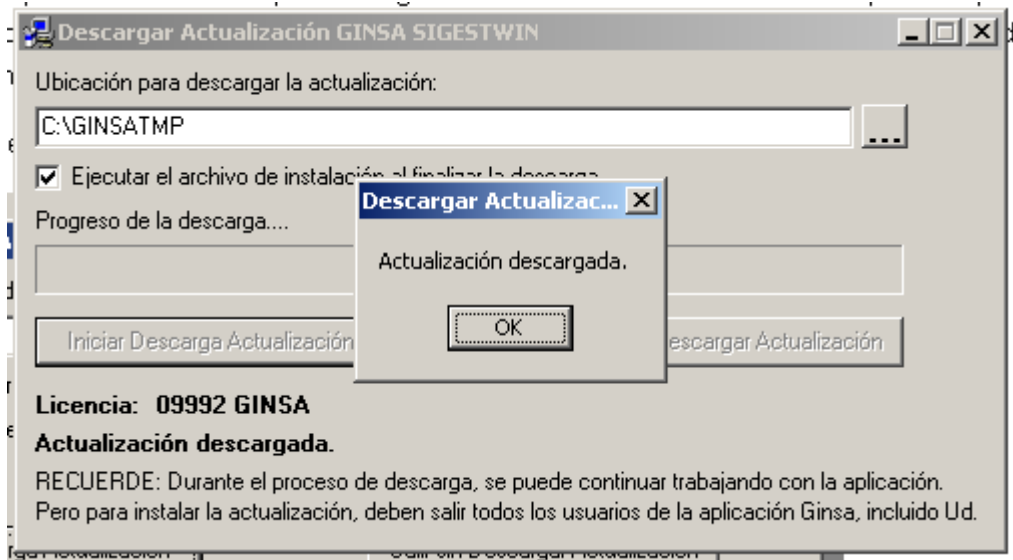 Descargar Actualización GINSA SIGESTWIN
Ubicación para descargar la actualización:
C:\GINSATMP
...
Ejecutar el archivo de instalación al finalizar la descarga
Descargar Actualizac...
Progreso de la descarga....
Actualización descargada.
OK
Iniciar Descarga Actualización
escargar Actualización
Licencia: 09992 GINSA
Actualización descargada.
RECUERDE: Durante el proceso de descarga, se puede continuar trabajando con la aplicación.
Pero para instalar la actualización, deben salir todos los usuarios de la aplicación Ginsa, incluido Ud.